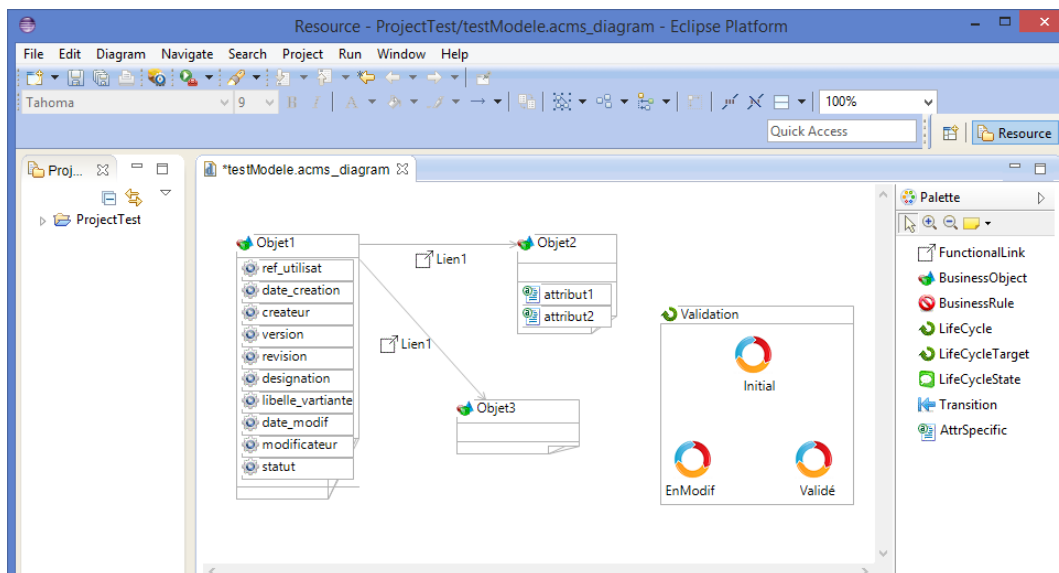 Resource - ProjectTest/testModele.acms_diagram - Eclipse Platform
File Edit Diagram Navigate Search Project Run Window Help
Tahoma 9 B I A 100%
Quick Access Resource
Proj... *testModele.acms_diagram
ProjectTest
Objet1
ref_utilisat
date_creation
createur
version
revision
designation
libelle_vartiante
date_modif
modificateur
statut
Lien1
Lien1
Objet2
attribut1
attribut2
Objet3
Validation
Initial
EnModif Validé
Palette
FunctionalLink
BusinessObject
BusinessRule
LifeCycle
LifeCycleTarget
LifeCycleState
Transition
AttrSpecific